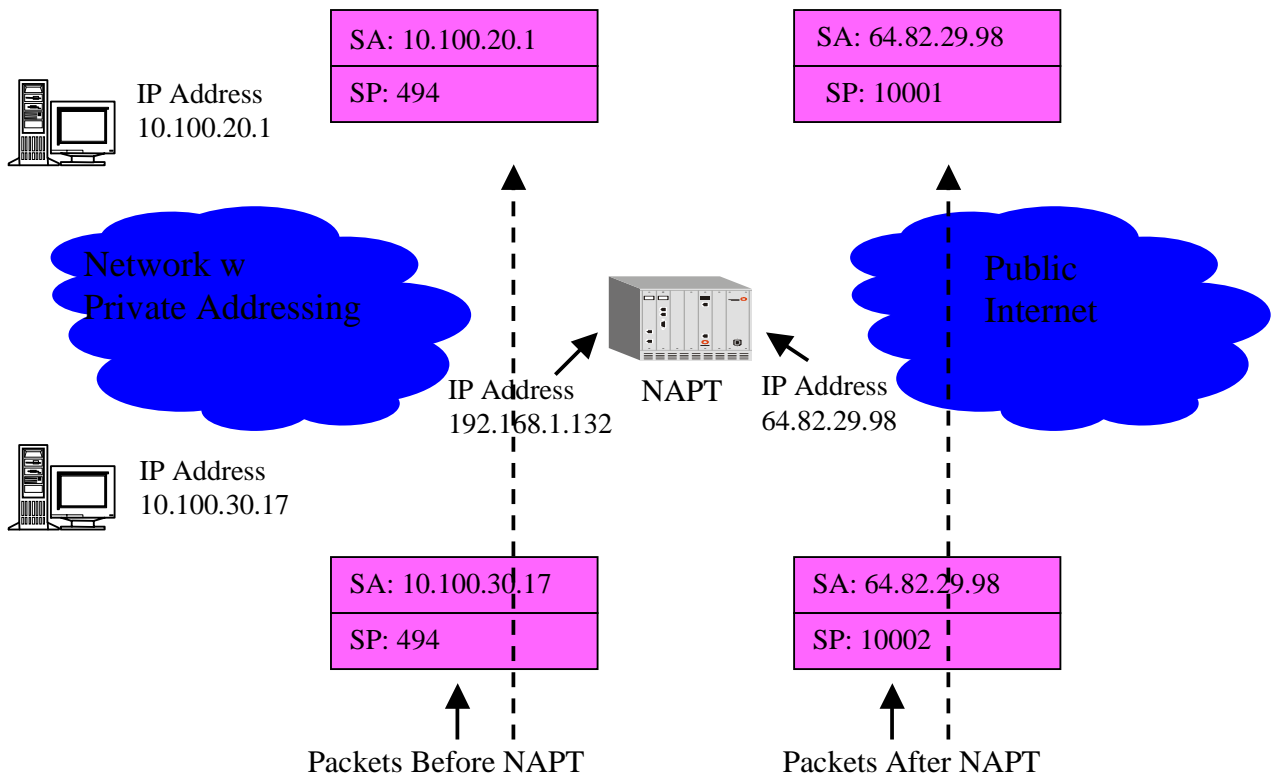 SA: 10.100.20.1
SP: 494
SA: 64.82.29.98
SP: 10001
IP Address
10.100.20.1
Network w
Private Addressing
Public
Internet
IP Address
192.168.1.132
NAPT
IP Address
64.82.29.98
IP Address
10.100.30.17
SA: 10.100.30.17
SP: 494
SA: 64.82.29.98
SP: 10002
Packets Before NAPT
Packets After NAPT